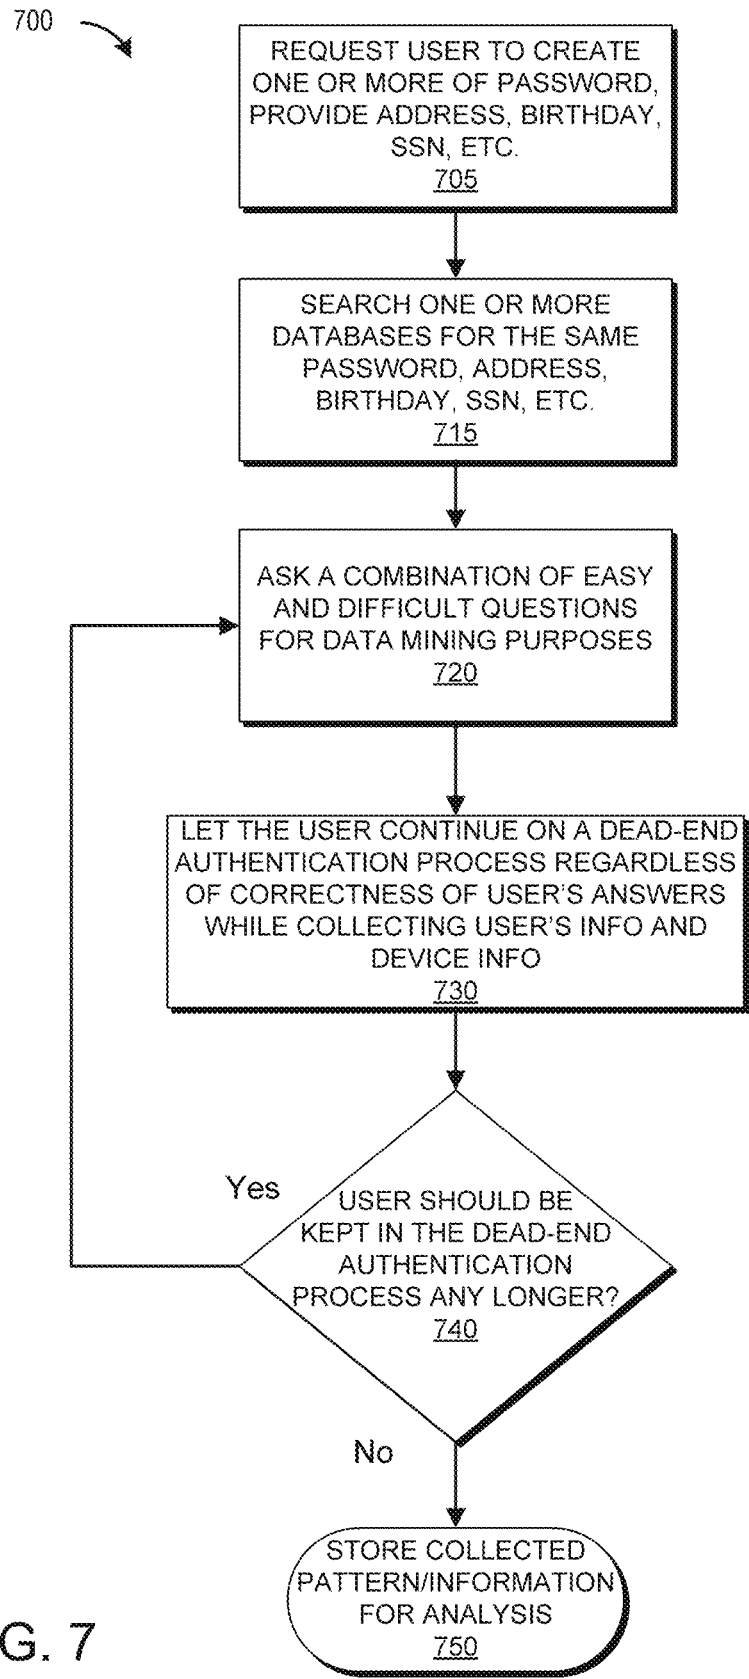 700
REQUEST USER TO CREATE
ONE OR MORE OF PASSWORD,
PROVIDE ADDRESS, BIRTHDAY,
SSN, ETC.
705
SEARCH ONE OR MORE
DATABASES FOR THE SAME
PASSWORD, ADDRESS,
BIRTHDAY, SSN, ETC.
715
ASK A COMBINATION OF EASY
AND DIFFICULT QUESTIONS
FOR DATA MINING PURPOSES
720
LET THE USER CONTINUE ON A DEAD-END
AUTHENTICATION PROCESS REGARDLESS
OF CORRECTNESS OF USER'S ANSWERS
WHILE COLLECTING USER'S INFO AND
DEVICE INFO
730
Yes
USER SHOULD BE
KEPT IN THE DEAD-END
AUTHENTICATION
PROCESS ANY LONGER?
740
No
STORE COLLECTED
PATTERN/INFORMATION
FOR ANALYSIS
750
G. 7